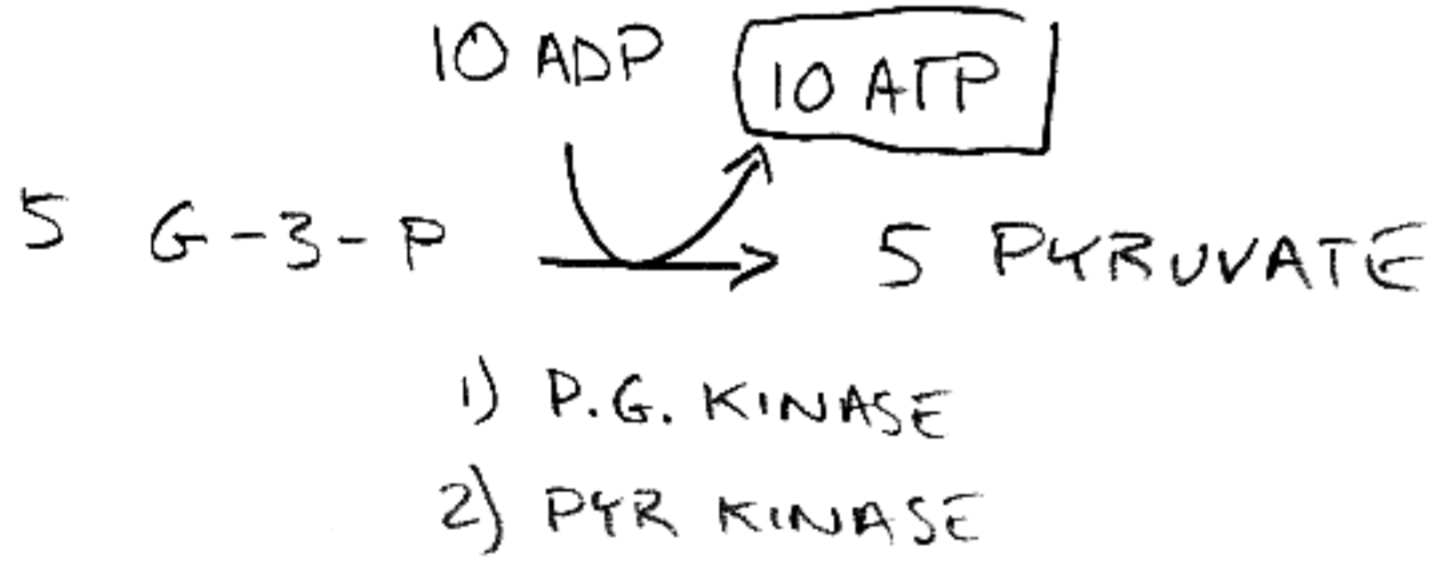 10 ADP 10 ATP
5 G-3-P 5 PYRUVATE
1) P.G. KINASE
2) PYR KINASE